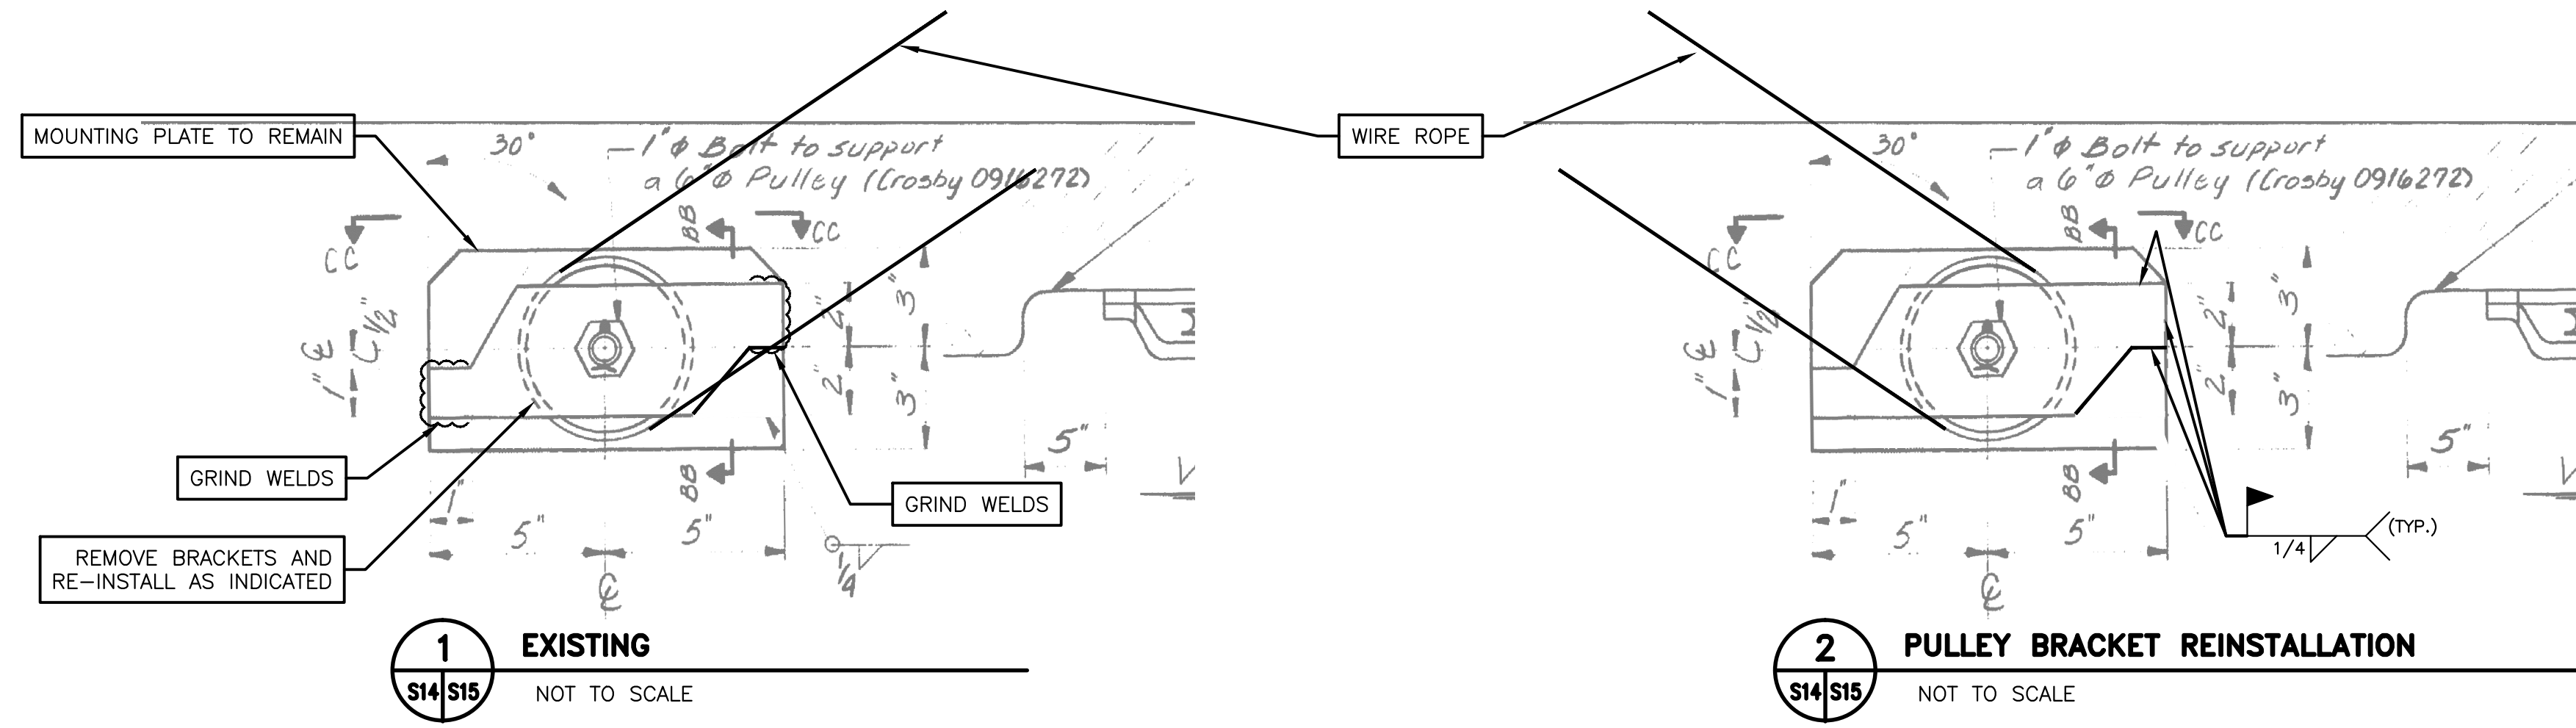 MOUNTING PLATE TO REMAIN
30°
1"ø Bolt to support
a 6"ø Pulley (Crosby 0916272)
WIRE ROPE
30°
1"ø Bolt to support
a 6"ø Pulley (Crosby 0916272)
CC
BB
CC
1"
1/2"
2"
2"
3"
3"
5"
GRIND WELDS
BB
GRIND WELDS
1"
5"
5"
1/4
REMOVE BRACKETS AND
RE-INSTALL AS INDICATED
℄
CC
BB
CC
1"
1/2"
2"
2"
3"
3"
5"
BB
1"
5"
5"
1/4
(TYP.)
℄
1
S14 S15
EXISTING
NOT TO SCALE
2
S14 S15
PULLEY BRACKET REINSTALLATION
NOT TO SCALE